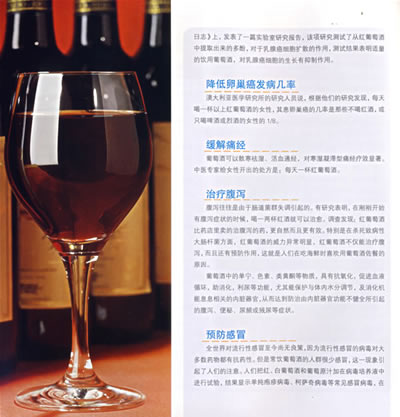 日志》上，发表了一篇实验室研究报告，该项研究测试了从红葡萄酒
中提取出来的多酚，对于乳腺癌细胞扩散的作用，测试结果表明适量
的饮用葡萄酒，对乳腺癌细胞的生长有抑制作用。
降低卵巢癌发病几率
澳大利亚医学研究所的研究人员说，根据他们的研究发现，每天
喝一杯以上红葡萄酒的女性，其患卵巢癌的几率是那些不喝红酒，或
只喝啤酒或烈酒的女性的 1/8。
缓解痛经
葡萄酒可以散寒祛湿、活血通经，对寒湿凝滞型痛经疗效显著。
中医专家给女性开出的处方是：每天一杯红葡萄酒。
治疗腹泻
腹泻往往是由于肠道菌群失调引起的。有研究表明，在刚刚开始
有腹泻症状的时候，喝一两杯红酒就可以治愈。调查发现，红葡萄酒
比药店里卖的治腹泻的药，更自然而且更有效，特别是在杀死致病性
大肠杆菌方面，红葡萄酒的威力异常明显。红葡萄酒不仅能治疗腹
泻，而且还有预防作用，这就是人们在吃海鲜时喜欢用葡萄酒佐餐的
原因。
葡萄酒中的单宁、色素、类黄酮等物质，具有抗氧化、促进血液
循环、助消化、利尿等功能，尤其能保护与体内水分调节，及消化机
能息息相关的内脏器官，从而达到防治由内脏器官功能不健全所引起
的腹泻、便秘、尿频或残尿等症状。
预防感冒
全世界对流行性感冒至今尚无良策，因为流行性感冒的病毒对大
多数药物都有抗药性。但是常饮葡萄酒的人群很少感冒，这一现象引
起了人们的注意。人们把红、白葡萄酒和葡萄原汁加在病毒培养液中
进行试验，结果显示单纯疱疹病毒、柯萨奇病毒等常见感冒病毒，在